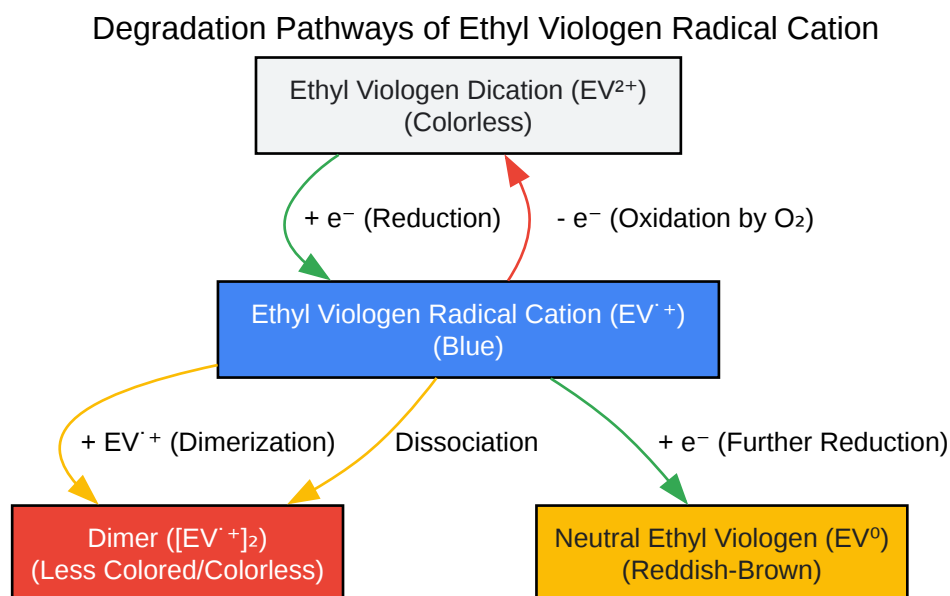 Degradation Pathways of Ethyl Viologen Radical Cation
Ethyl Viologen Dication (EV²⁺)
(Colorless)
+ e⁻ (Reduction)
- e⁻ (Oxidation by O₂)
Ethyl Viologen Radical Cation (EV˙⁺)
(Blue)
+ EV˙⁺ (Dimerization)
Dissociation
+ e⁻ (Further Reduction)
Dimer ([EV˙⁺]₂)
(Less Colored/Colorless)
Neutral Ethyl Viologen (EV⁰)
(Reddish-Brown)